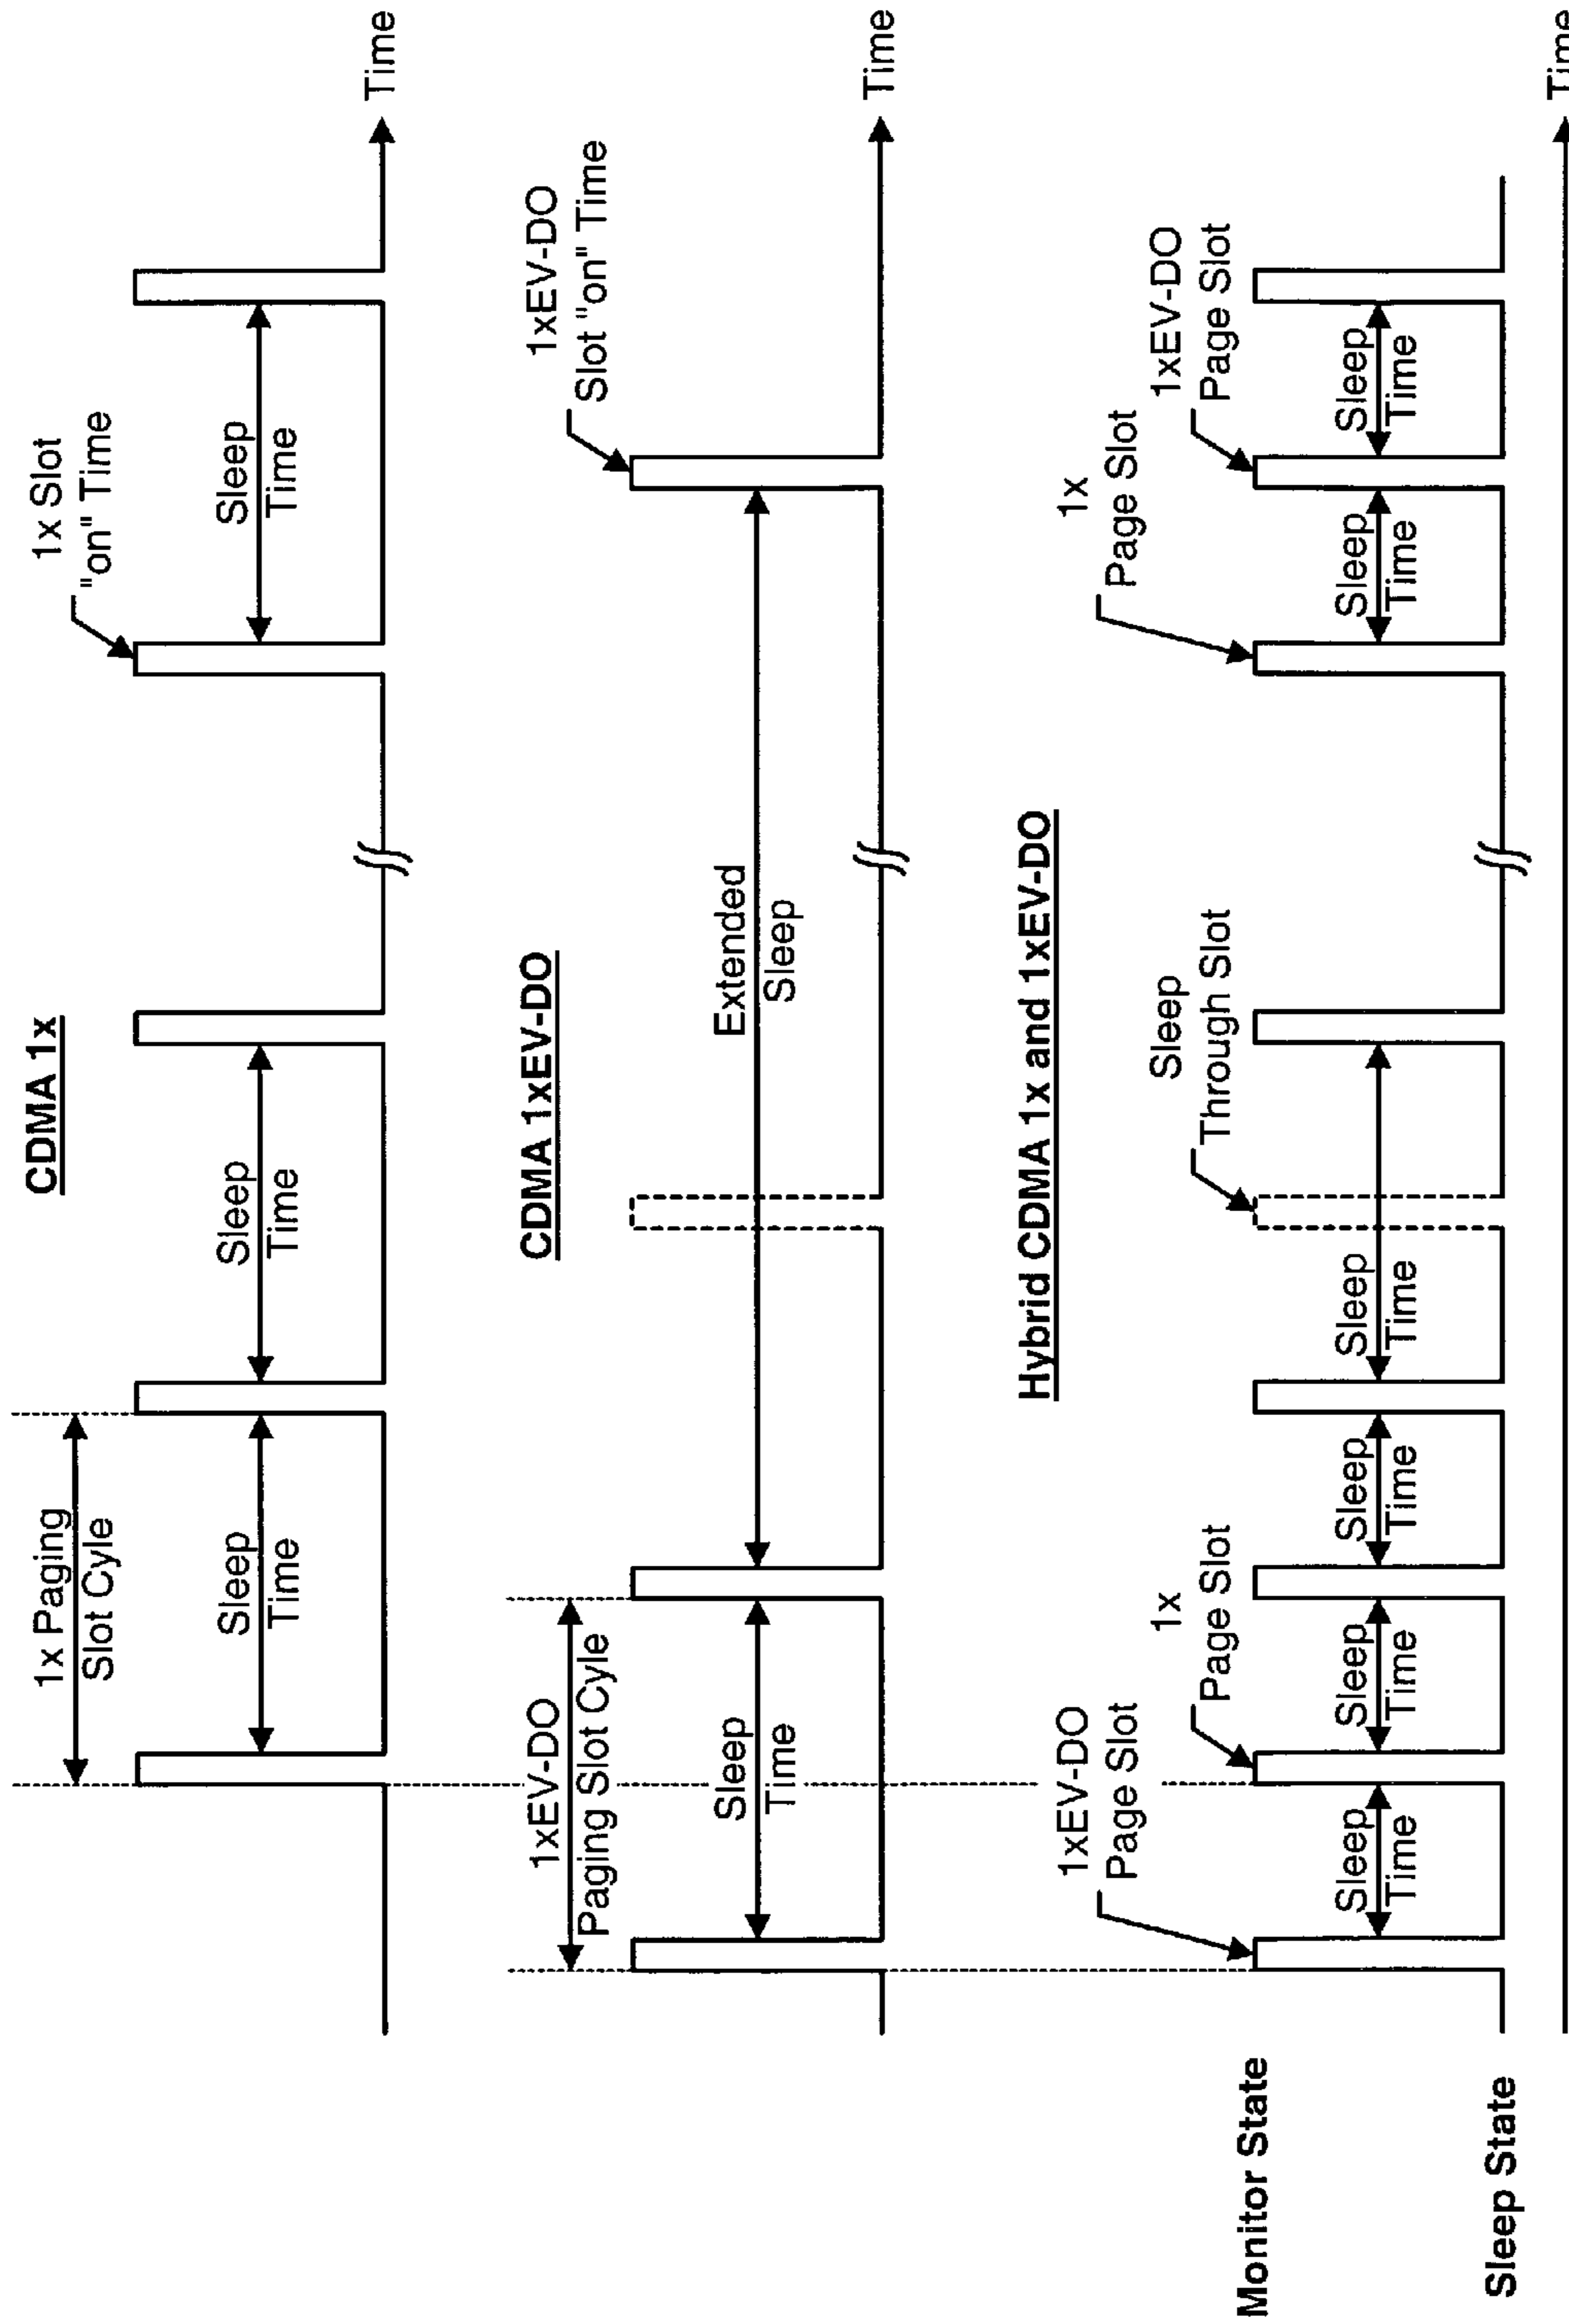 CDMA 1x
1x Paging
Slot Cyle
1x Slot
"on" Time
Sleep
Time
Sleep
Time
Sleep
Time
Time
CDMA 1xEV-DO
1xEV-DO
Paging Slot Cyle
1xEV-DO
Slot "on" Time
Sleep
Time
Extended
Sleep
Time
Hybrid CDMA 1x and 1xEV-DO
1xEV-DO
Page Slot
1x
Page Slot
Sleep
Through Slot
1x
Page Slot
1xEV-DO
Page Slot
Monitor State
Sleep
Time
Sleep
Time
Sleep
Time
Sleep
Time
Sleep
Time
Sleep
Time
Sleep State
Time